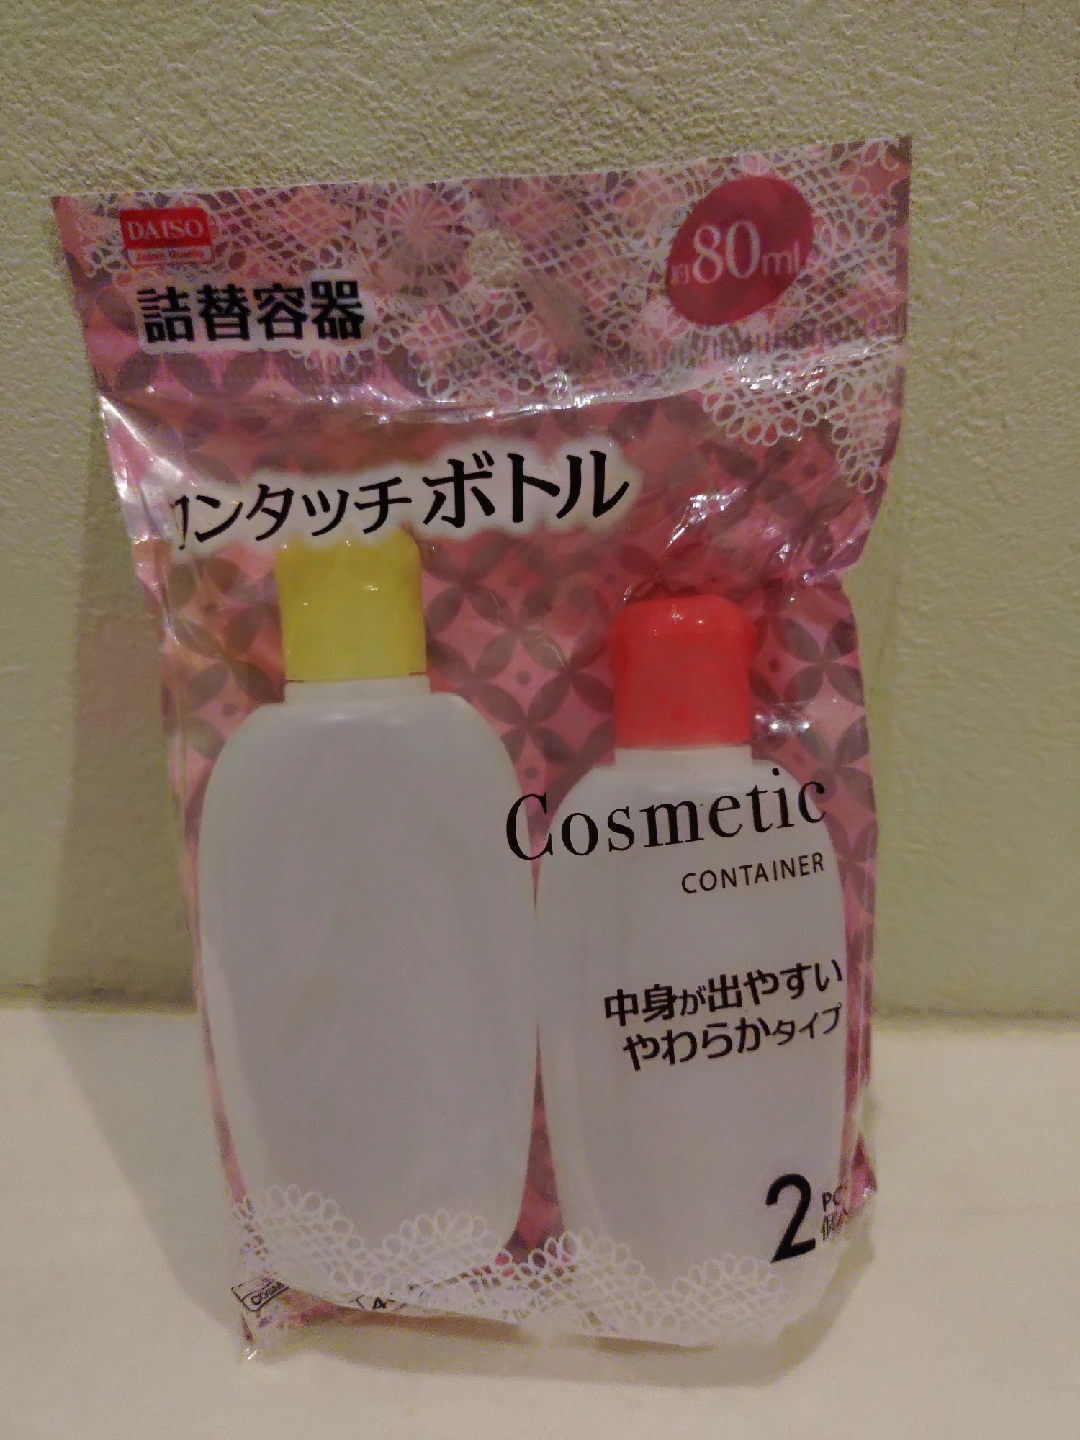 DAISO
詰替容器
約80ml
ワンタッチボトル
Cosmetic
CONTAINER
中身が出やすい
やわらかタイプ
2